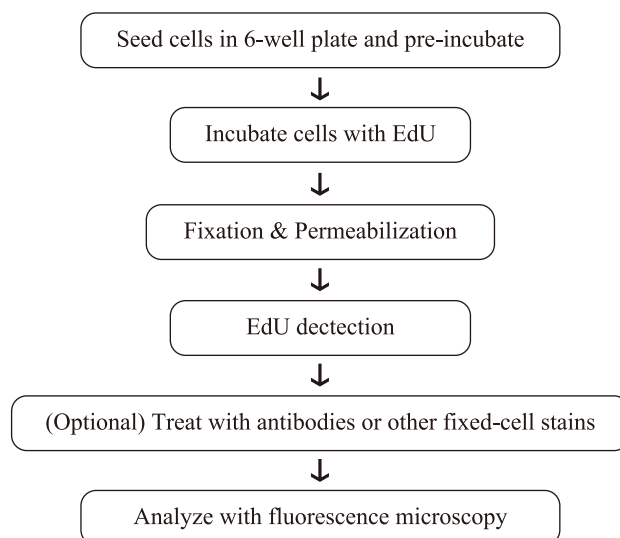 Seed cells in 6-well plate and pre-incubate
Incubate cells with EdU
Fixation & Permeabilization
EdU dectection
(Optional) Treat with antibodies or other fixed-cell stains
Analyze with fluorescence microscopy